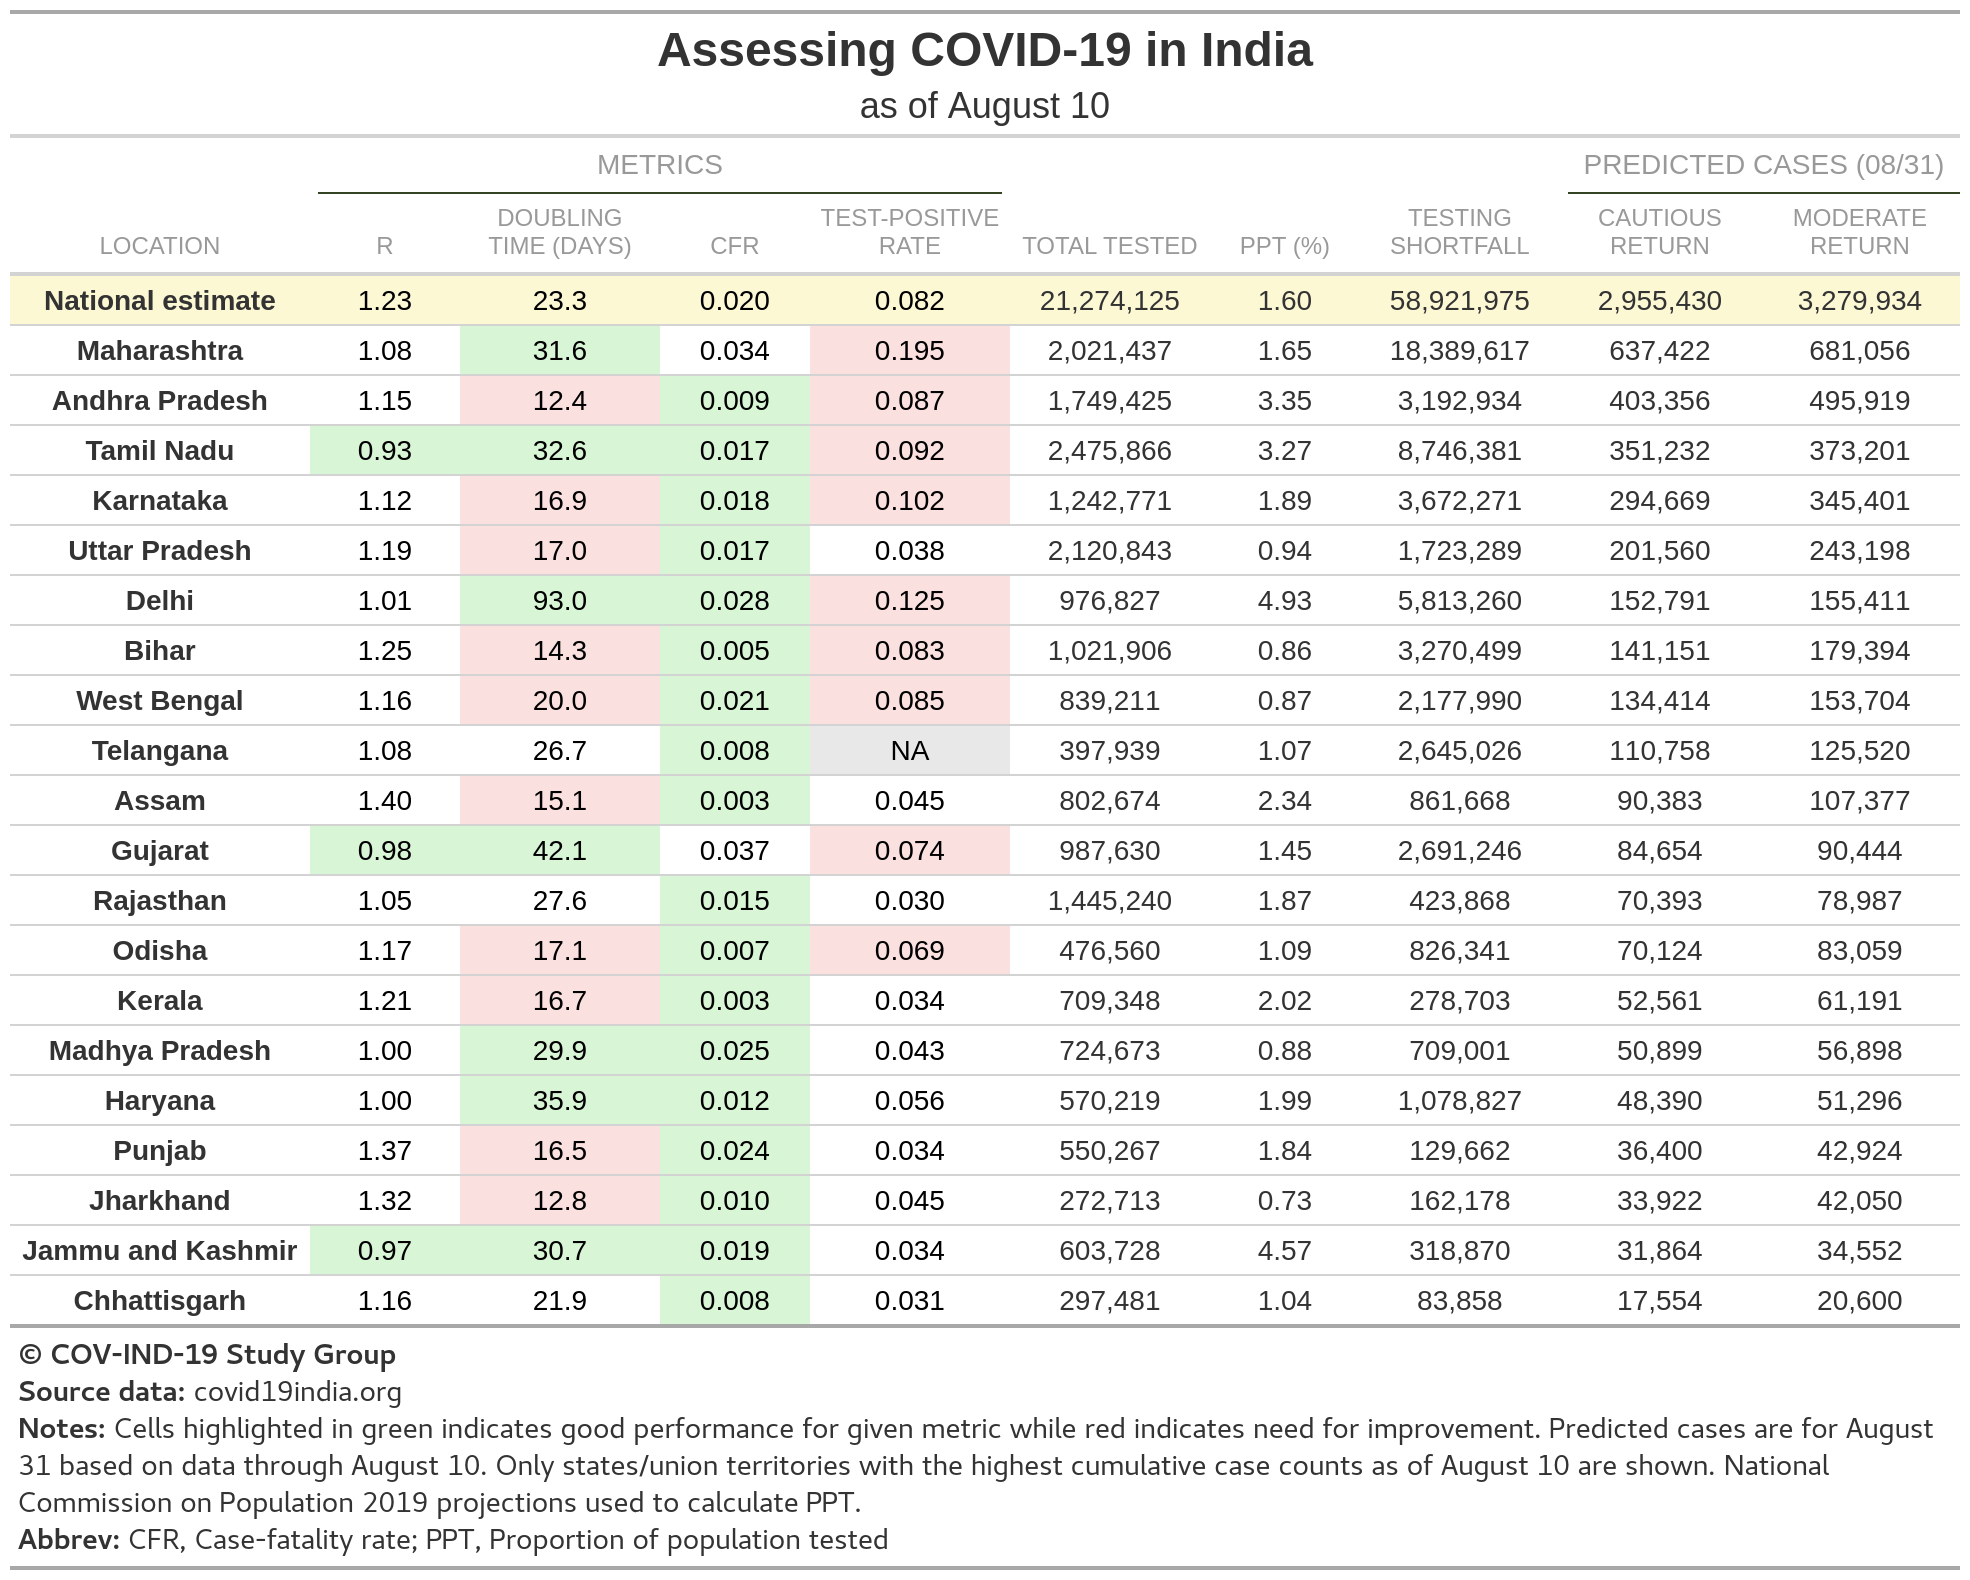 Assessing COVID-19 in India
as of August 10
METRICS PREDICTED CASES (08/31)
LOCATION R DOUBLING TIME (DAYS) CFR TEST-POSITIVE RATE TOTAL TESTED PPT (%) TESTING SHORTFALL CAUTIOUS RETURN MODERATE RETURN
National estimate 1.23 23.3 0.020 0.082 21,274,125 1.60 58,921,975 2,955,430 3,279,934
Maharashtra 1.08 31.6 0.034 0.195 2,021,437 1.65 18,389,617 637,422 681,056
Andhra Pradesh 1.15 12.4 0.009 0.087 1,749,425 3.35 3,192,934 403,356 495,919
Tamil Nadu 0.93 32.6 0.017 0.092 2,475,866 3.27 8,746,381 351,232 373,201
Karnataka 1.12 16.9 0.018 0.102 1,242,771 1.89 3,672,271 294,669 345,401
Uttar Pradesh 1.19 17.0 0.017 0.038 2,120,843 0.94 1,723,289 201,560 243,198
Delhi 1.01 93.0 0.028 0.125 976,827 4.93 5,813,260 152,791 155,411
Bihar 1.25 14.3 0.005 0.083 1,021,906 0.86 3,270,499 141,151 179,394
West Bengal 1.16 20.0 0.021 0.085 839,211 0.87 2,177,990 134,414 153,704
Telangana 1.08 26.7 0.008 NA 397,939 1.07 2,645,026 110,758 125,520
Assam 1.40 15.1 0.003 0.045 802,674 2.34 861,668 90,383 107,377
Gujarat 0.98 42.1 0.037 0.074 987,630 1.45 2,691,246 84,654 90,444
Rajasthan 1.05 27.6 0.015 0.030 1,445,240 1.87 423,868 70,393 78,987
Odisha 1.17 17.1 0.007 0.069 476,560 1.09 826,341 70,124 83,059
Kerala 1.21 16.7 0.003 0.034 709,348 2.02 278,703 52,561 61,191
Madhya Pradesh 1.00 29.9 0.025 0.043 724,673 0.88 709,001 50,899 56,898
Haryana 1.00 35.9 0.012 0.056 570,219 1.99 1,078,827 48,390 51,296
Punjab 1.37 16.5 0.024 0.034 550,267 1.84 129,662 36,400 42,924
Jharkhand 1.32 12.8 0.010 0.045 272,713 0.73 162,178 33,922 42,050
Jammu and Kashmir 0.97 30.7 0.019 0.034 603,728 4.57 318,870 31,864 34,552
Chhattisgarh 1.16 21.9 0.008 0.031 297,481 1.04 83,858 17,554 20,600
© COV-IND-19 Study Group
Source data: covid19india.org
Notes: Cells highlighted in green indicates good performance for given metric while red indicates need for improvement. Predicted cases are for August
31 based on data through August 10. Only states/union territories with the highest cumulative case counts as of August 10 are shown. National
Commission on Population 2019 projections used to calculate PPT.
Abbrev: CFR, Case-fatality rate; PPT, Proportion of population tested